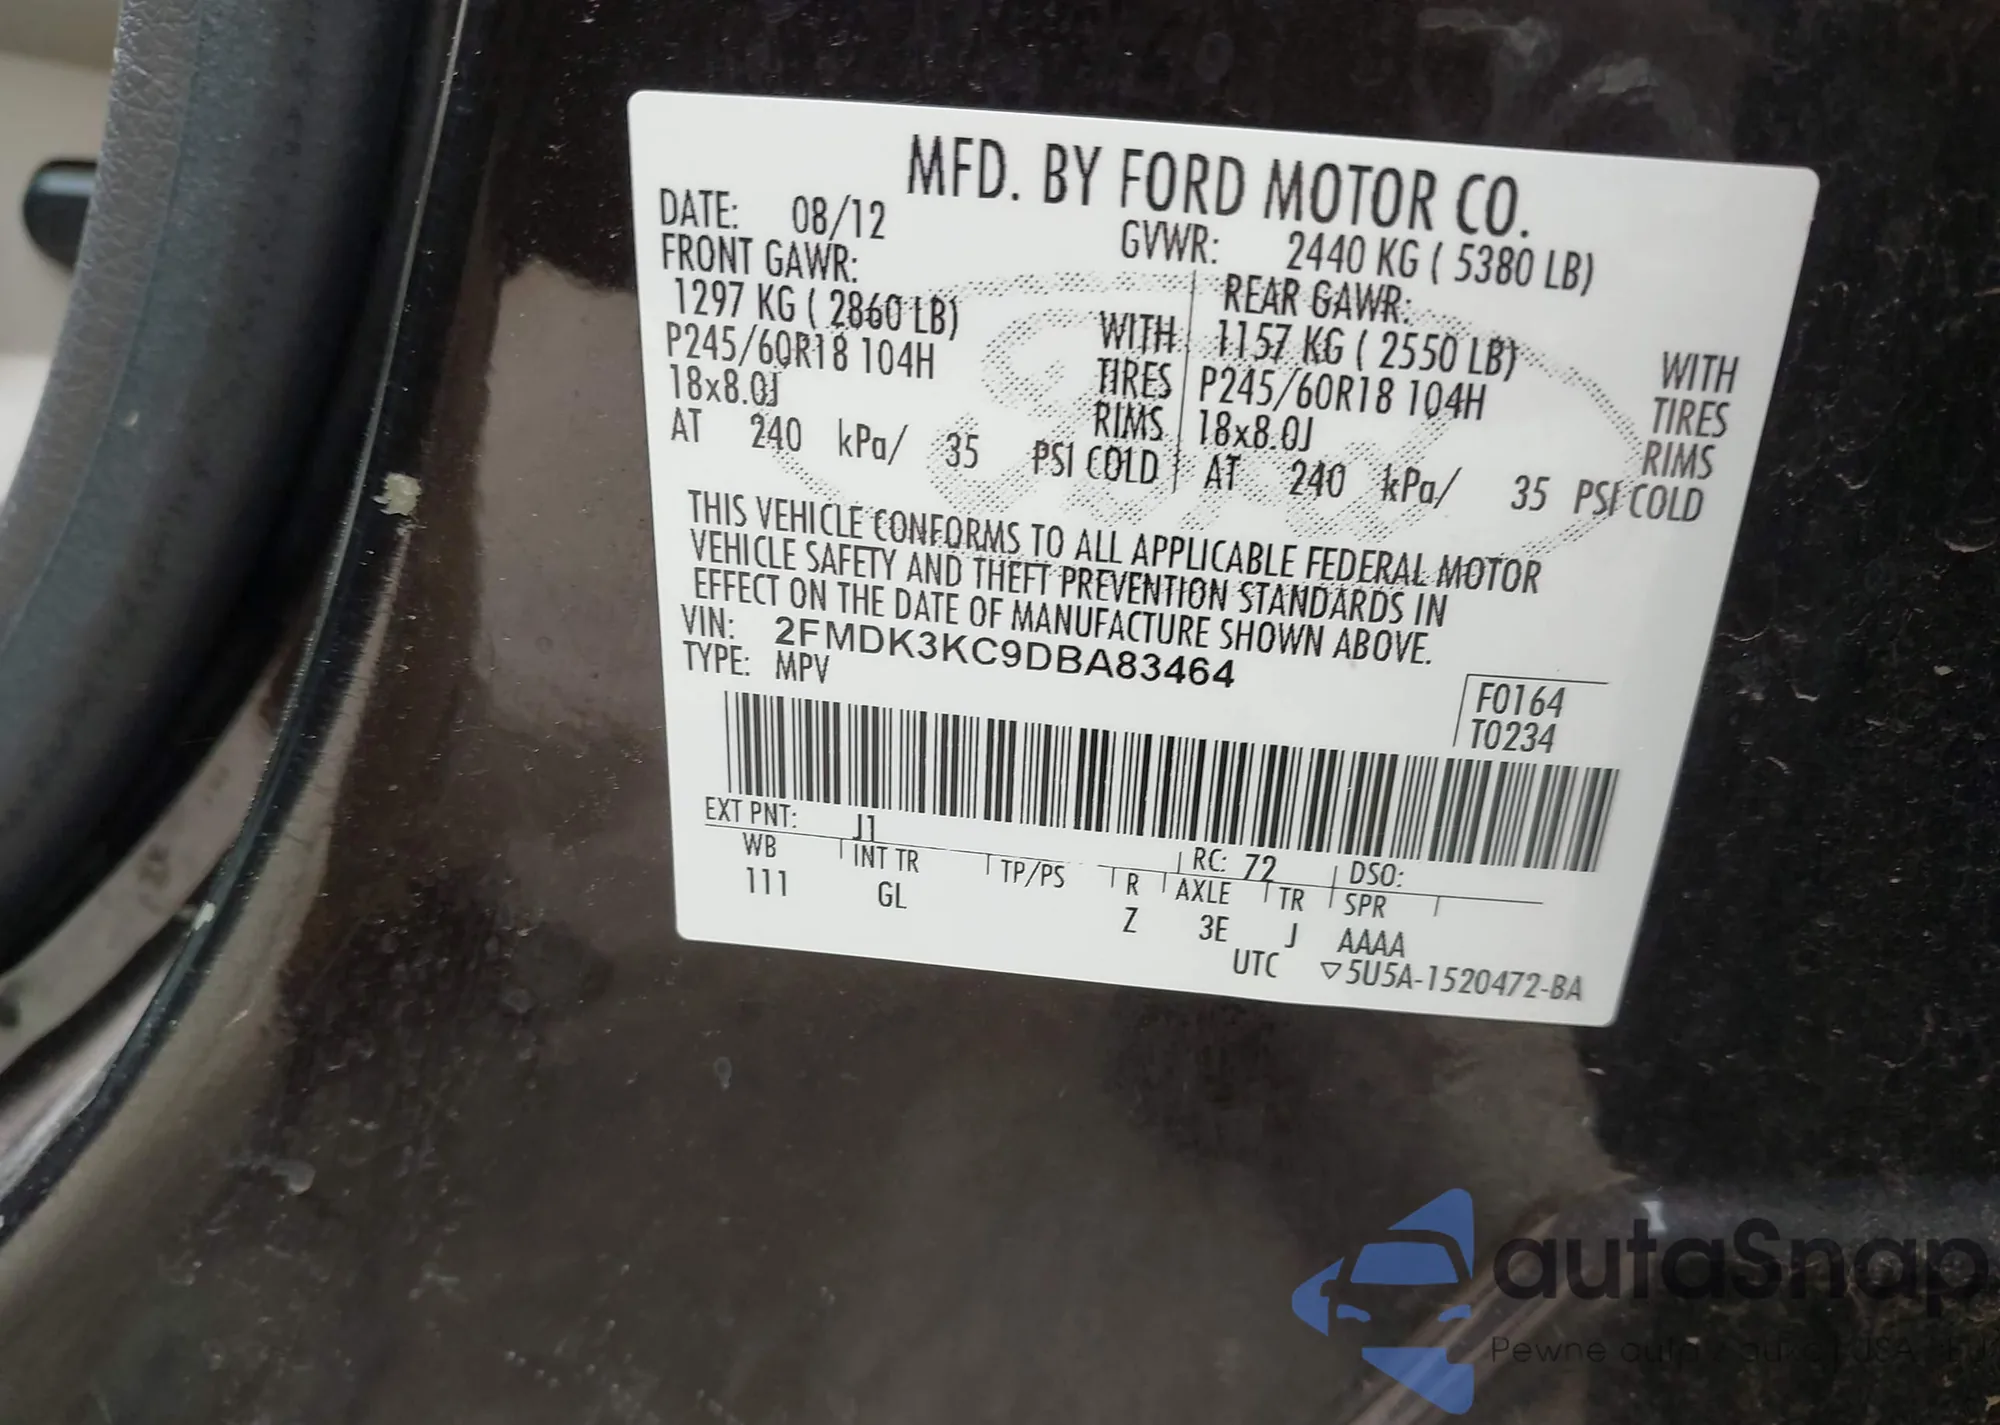 MFD. BY FORD MOTOR CO.
DATE: 08/12 GVWR: 2440 KG ( 5380 LB)
FRONT GAWR: REAR GAWR:
1297 KG ( 2860 LB) WITH 1157 KG ( 2550 LB) WITH
P245/60R18 104H TIRES P245/60R18 104H TIRES
18x8.0J RIMS 18x8.0J RIMS
AT 240 kPa/ 35 PSI COLD AT 240 kPa/ 35 PSI COLD
THIS VEHICLE CONFORMS TO ALL APPLICABLE FEDERAL MOTOR
VEHICLE SAFETY AND THEFT PREVENTION STANDARDS IN
EFFECT ON THE DATE OF MANUFACTURE SHOWN ABOVE.
VIN: 2FMDK3KC9DBA83464
TYPE: MPV
F0164
T0234
EXT PNT: J1 RC: 72 DSO:
WB INT TR TP/PS R AXLE TR SPR
111 GL Z 3E J AAAA
UTC ▽5U5A-1520472-BA
autaSnap
Pewne auta z